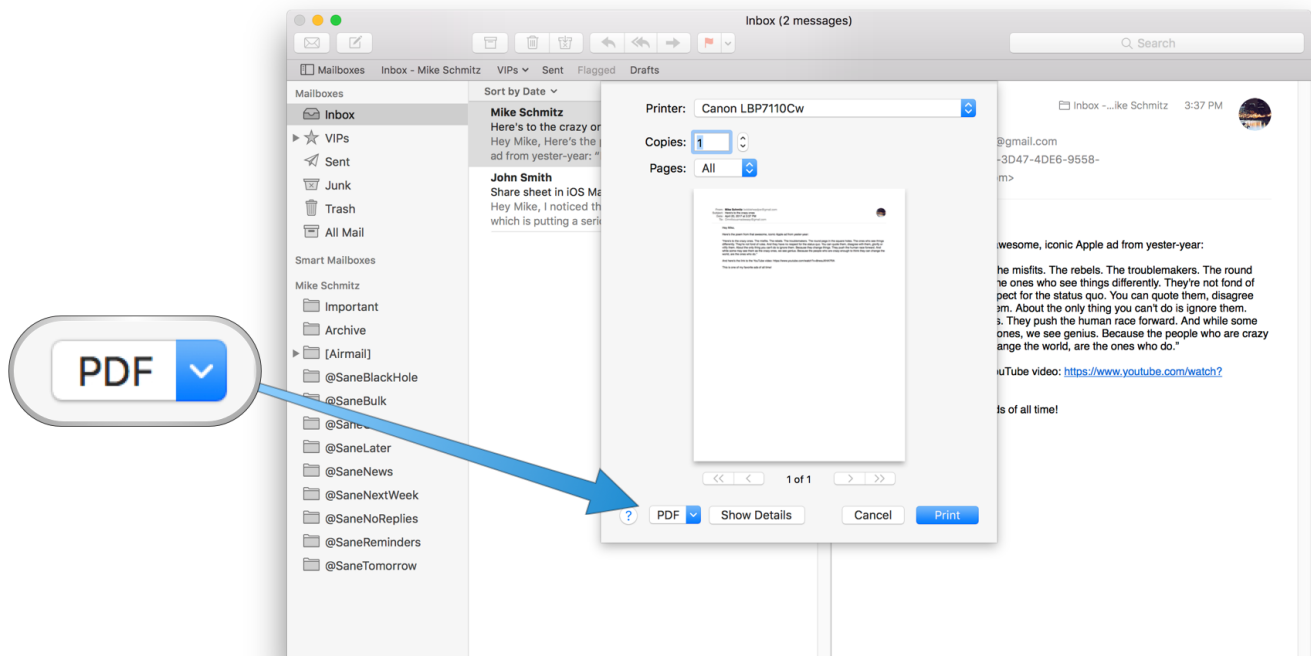 Inbox (2 messages)
Search
Mailboxes Inbox - Mike Schmitz VIPs Sent Flagged Drafts
Mailboxes
Inbox
VIPs
Sent
Junk
Trash
All Mail
Smart Mailboxes
Mike Schmitz
Important
Archive
[Airmail]
@SaneBlackHole
@SaneBulk
@SaneLater
@SaneNews
@SaneNextWeek
@SaneNoReplies
@SaneReminders
@SaneTomorrow
Sort by Date
Mike Schmitz
Here's to the crazy or
Hey Mike, Here's the
ad from yester-year: "
John Smith
Share sheet in iOS Ma
Hey Mike, I noticed th
which is putting a serie
Printer: Canon LBP7110Cw
Copies: 1
Pages: All
1 of 1
? PDF Show Details Cancel Print
PDF
Inbox -...ike Schmitz 3:37 PM
@gmail.com
-3D47-4DE6-9558-
m>
wesome, iconic Apple ad from yester-year:
he misfits. The rebels. The troublemakers. The round
he ones who see things differently. They're not fond of
pect for the status quo. You can quote them, disagree
em. About the only thing you can't do is ignore them.
s. They push the human race forward. And while some
ones, we see genius. Because the people who are crazy
ange the world, are the ones who do."
uTube video: https://www.youtube.com/watch?
ds of all time!